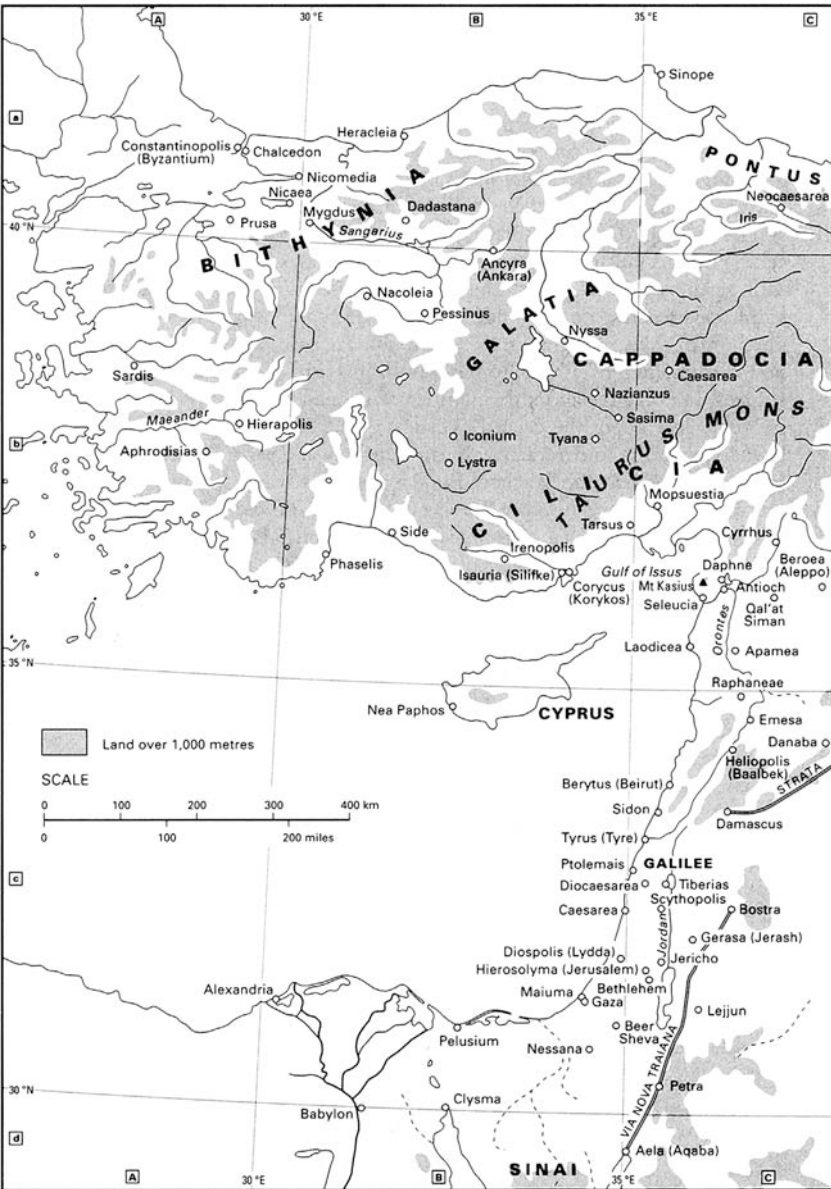 A
30 °E
B
35 °E
C
a
Sinope
Constantinopolis
(Byzantium)
Chalcedon
Heracleia
PONTUS
Nicomedia
Nicaea
Mygdus
Dadastana
Neocaesarea
Iris
40 °N
Prusa
Sangarius
BITHYNIA
Ancyra
(Ankara)
Nacoleia
Pessinus
GALATIA
Nyssa
CAPPADOCIA
Caesarea
Sardis
Nazianzus
Maeander
Hierapolis
Sasima
b
Iconium
Tyana
TAURUS MONS
Aphrodisias
Lystra
CILICIA
Mopsuestia
Side
Tarsus
Cyrrhus
Phaselis
Irenopolis
Gulf of Issus
Daphne
Beroea
(Aleppo)
Isauria (Silifke)
Corycus
(Korykos)
Mt Kasius
Antioch
Seleucia
Qal'at
Siman
Orontes
Laodicea
Apamea
35 °N
Raphaneae
Nea Paphos
CYPRUS
Emesa
Land over 1,000 metres
Danaba
Heliopolis
(Baalbek)
SCALE
STRATA
Berytus (Beirut)
0 100 200 300 400 km
Sidon
Damascus
0 100 200 miles
Tyrus (Tyre)
Ptolemais
GALILEE
c
Diocaesarea
Tiberias
Scythopolis
Caesarea
Bostra
Jordan
Gerasa (Jerash)
Diospolis (Lydda)
Jericho
Hierosolyma (Jerusalem)
Alexandria
Bethlehem
Maiuma
Gaza
Lejjun
Pelusium
Beer
Sheva
Nessana
VIA NOVA TRAIANA
30 °N
Petra
Babylon
Clysma
d
Aela (Aqaba)
SINAI
A
30 °E
B
35 °E
C